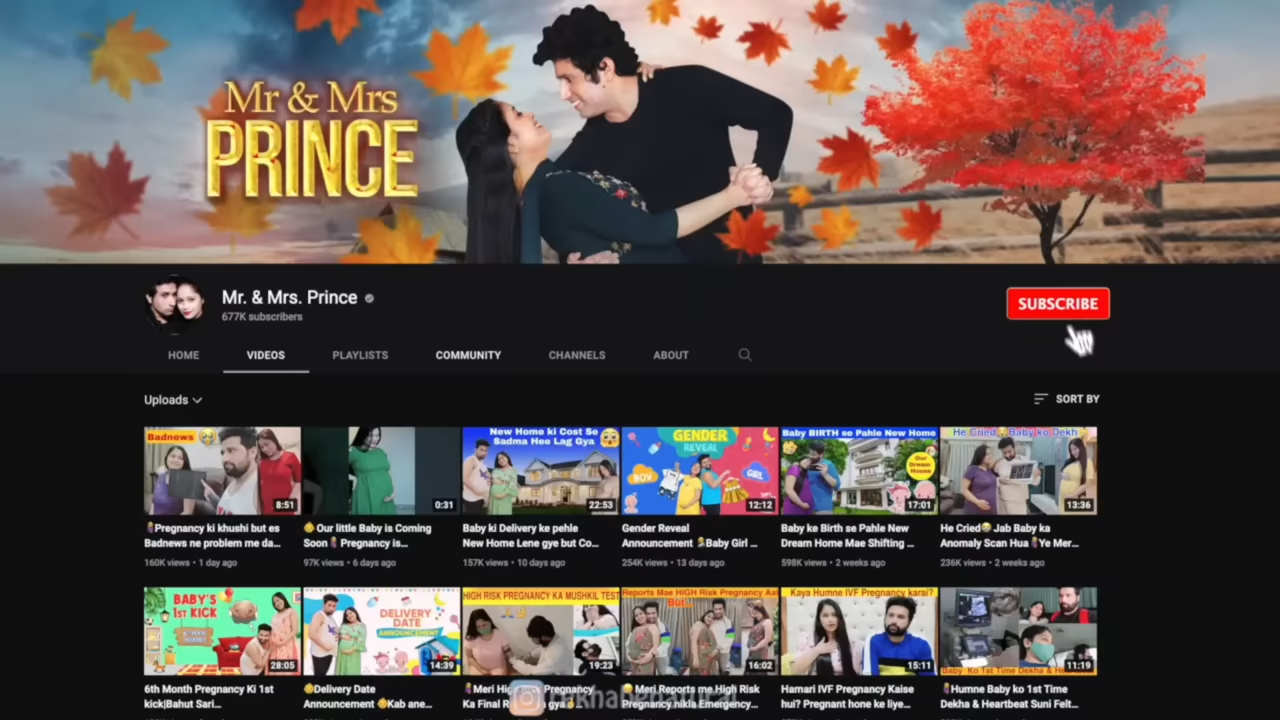 Mr & Mrs
PRINCE
Mr. & Mrs. Prince
677K subscribers
SUBSCRIBE
HOME VIDEOS PLAYLISTS COMMUNITY CHANNELS ABOUT
Uploads
SORT BY
Badnews
8:51
0:31
New Home ki Cost Se
Sadma Hee Lag Gya
22:53
GENDER
REVEAL
BOY
GIRL
12:12
Baby BIRTH se Pahle New Home
Our
Dream
House
17:01
He Cried Baby ko Dekh
13:36
Pregnancy ki khushi but es
Badnews ne problem me da...
160K views • 1 day ago
Our little Baby is Coming
Soon Pregnancy is...
97K views • 6 days ago
Baby ki Delivery ke pehle
New Home Lene gye but Co...
157K views • 10 days ago
Gender Reveal
Announcement Baby Girl ...
254K views • 13 days ago
Baby ke Birth se Pahle New
Dream Home Mae Shifting ...
598K views • 2 weeks ago
He Cried Jab Baby ka
Anomaly Scan Hua Ye Mer...
236K views • 2 weeks ago
BABY'S
1ST KICK
28:05
DELIVERY
DATE
ANNOUNCEMENT
14:39
HIGH RISK PREGNANCY KA MUSHKIL TEST
19:23
Reports Mae HIGH Risk Pregnancy Aai
But..
16:02
Kaya Humne IVF Pregnancy karai?
15:11
Baby Ko 1st Time Dekha &
11:19
6th Month Pregnancy Ki 1st
kick|Bahut Sari...
Delivery Date
Announcement Kab ane...
Meri Pregnancy
Ka Final gya
Meri Reports me High Risk
Pregnancy nikla Emergency...
Hamari IVF Pregnancy Kaise
hui? Pregnant hone ke liye...
Humne Baby ko 1st Time
Dekha & Heartbeat Suni Felt...